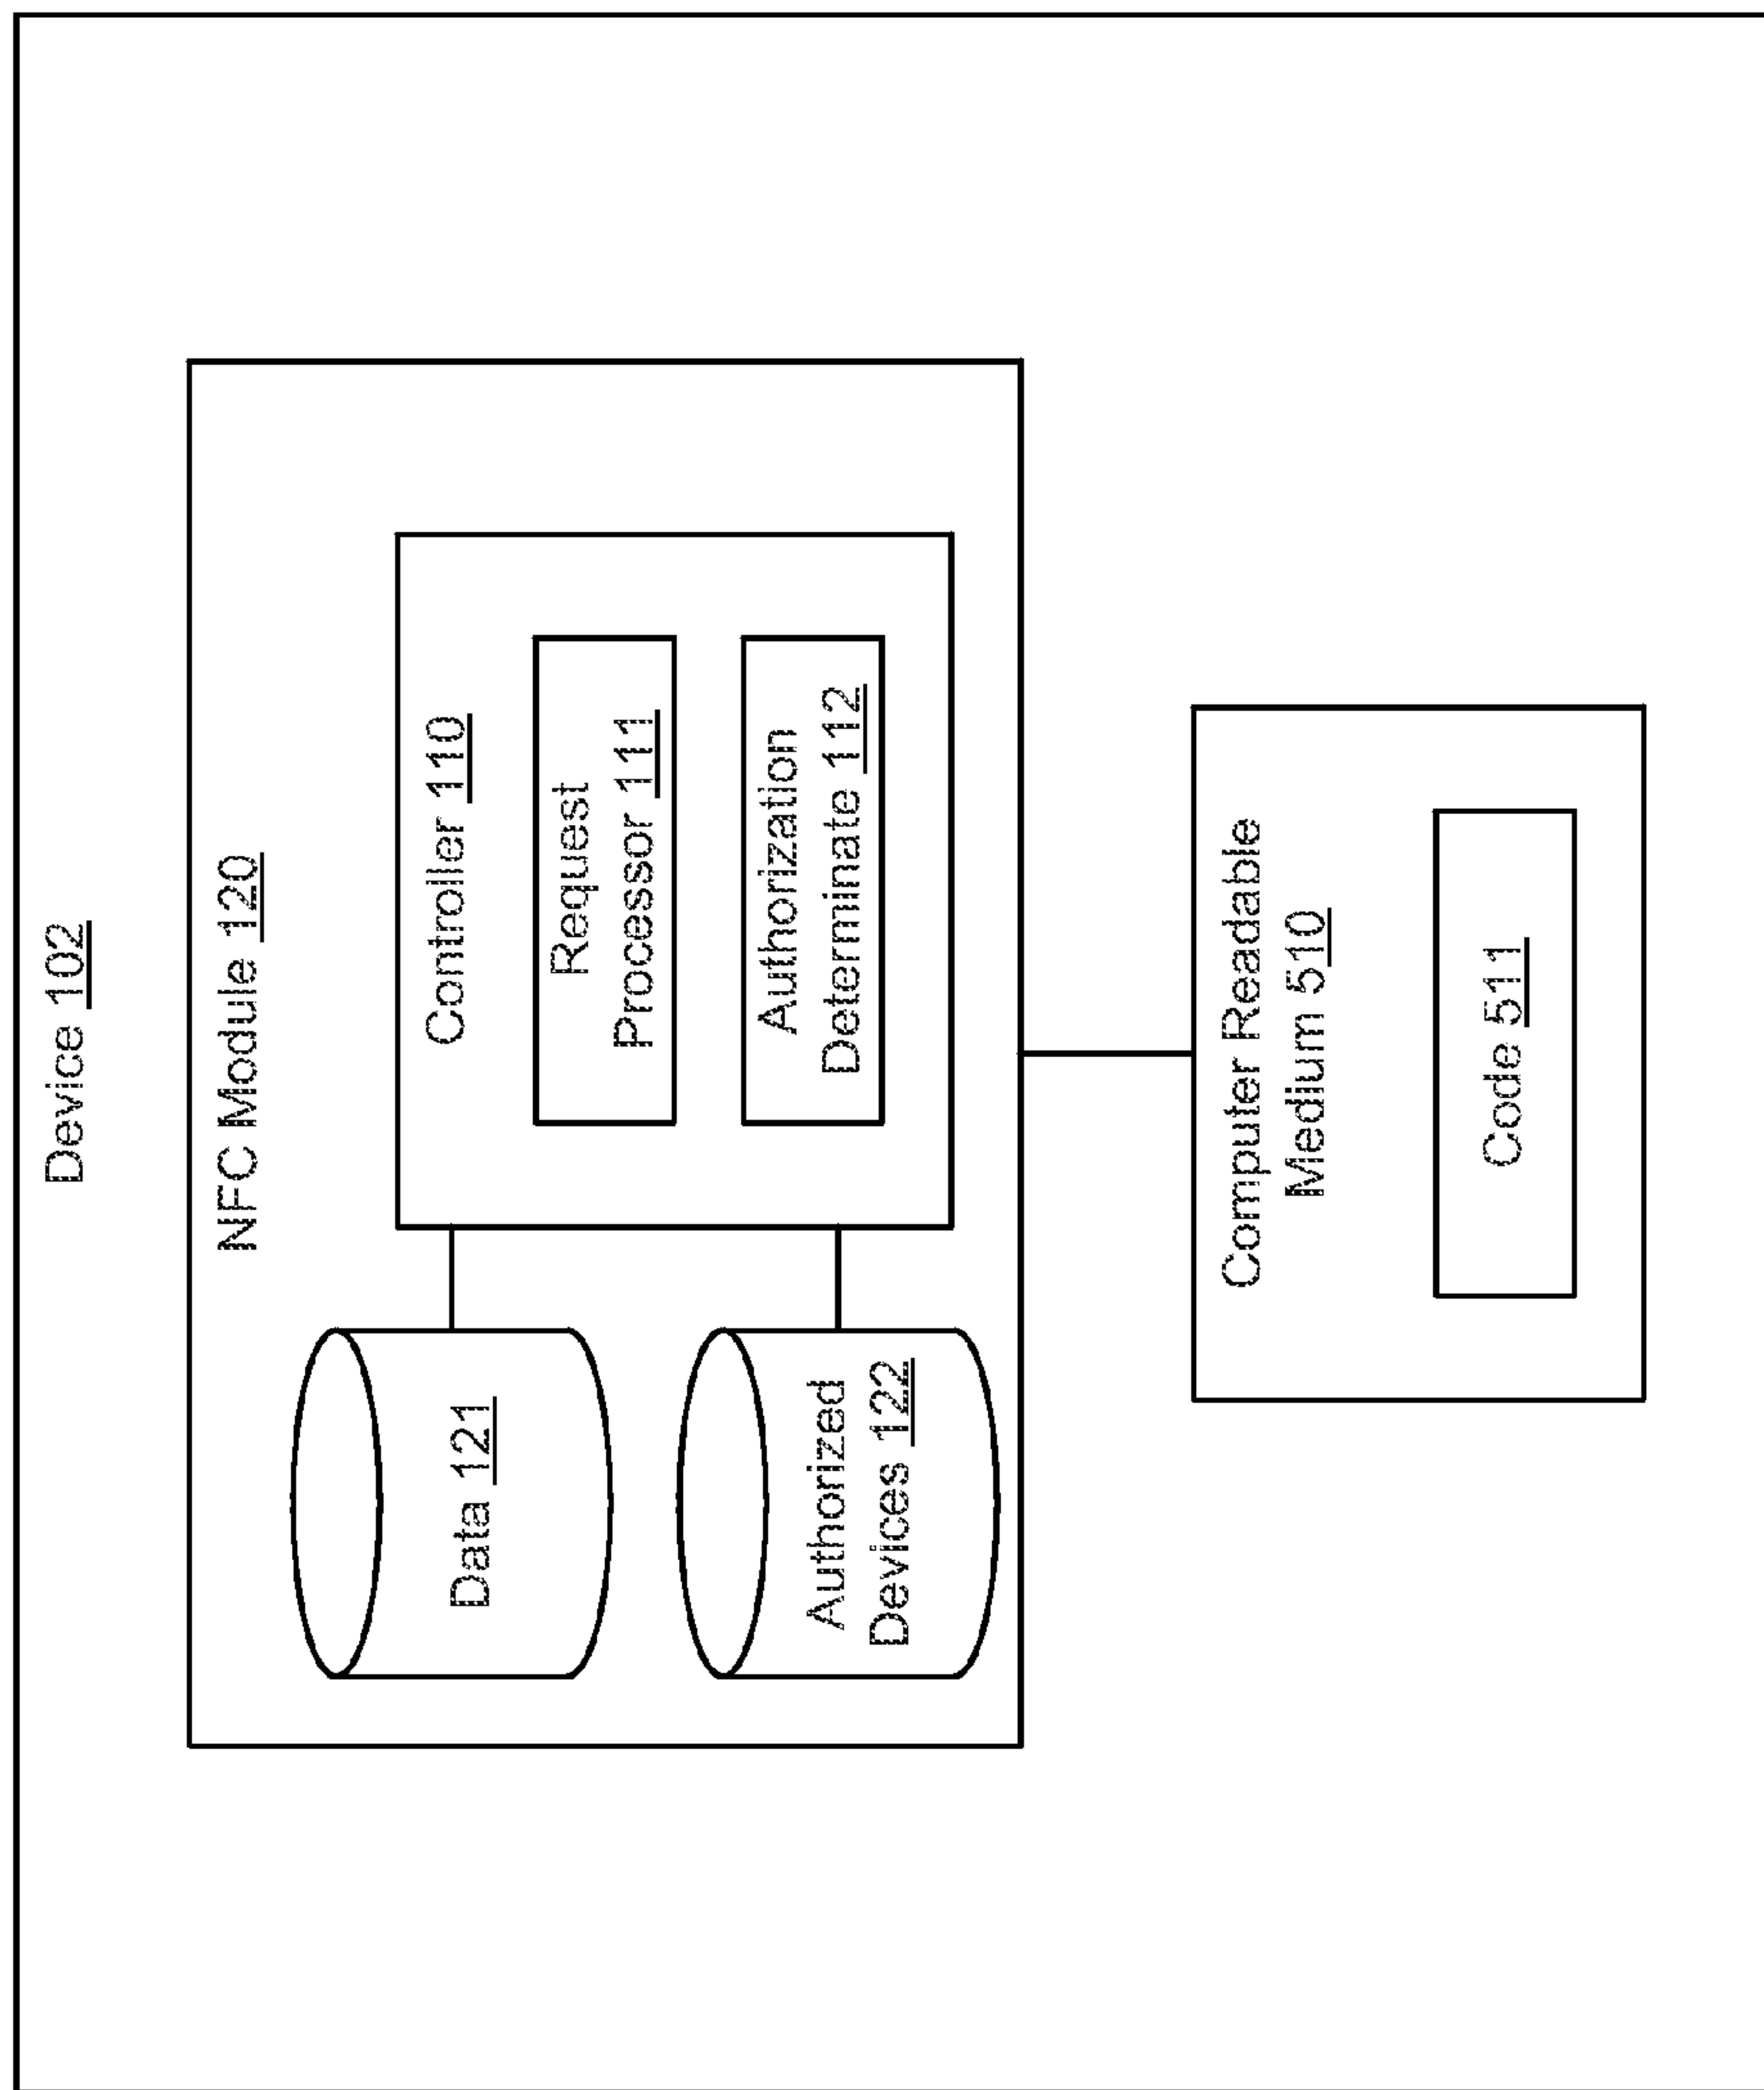 Device 102
NFC Module 120
Data 121
Authorized
Devices 122
Controller 110
Request
Processor 111
Authorization
Determinate 112
Computer Readable
Medium 510
Code 511